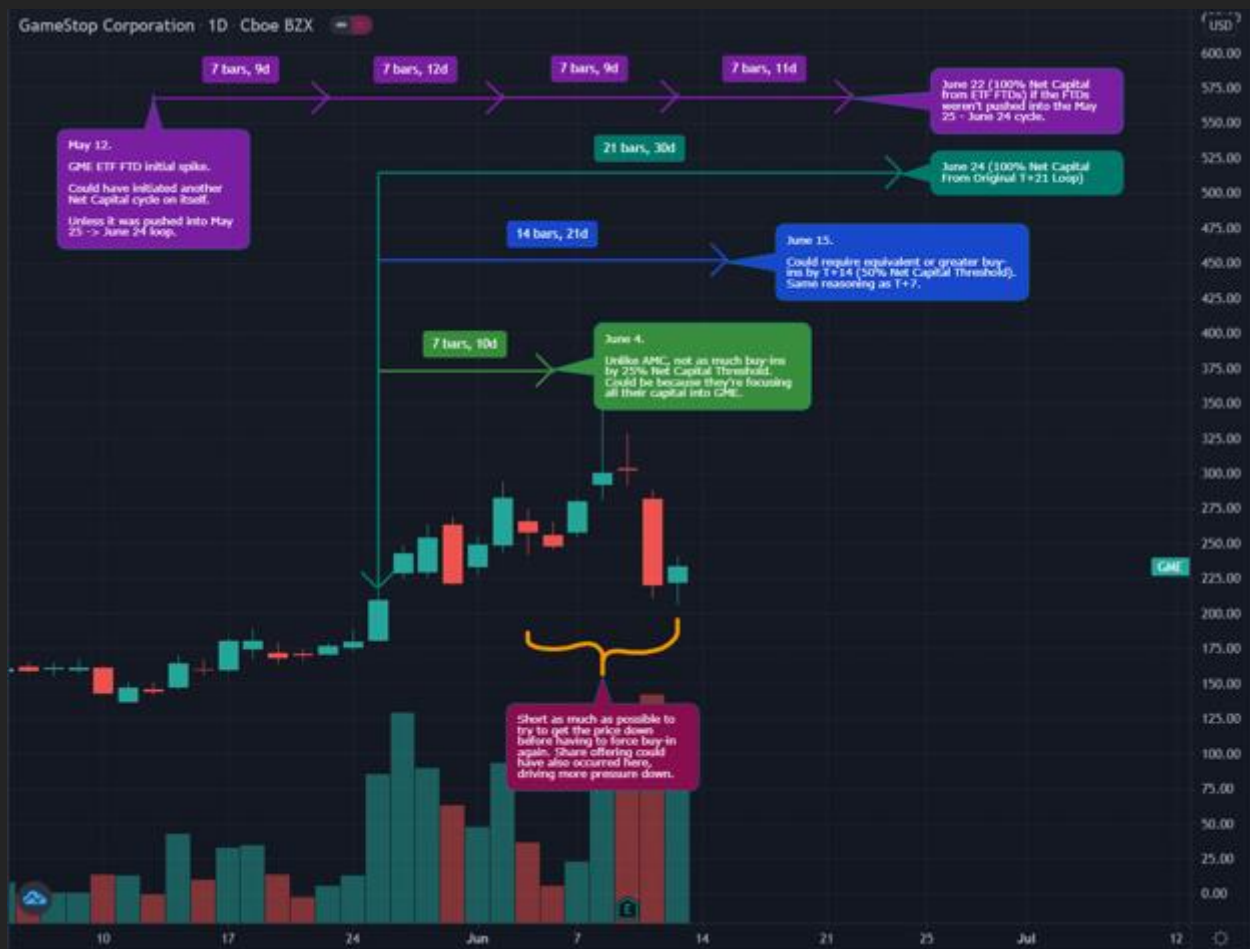 GameStop Corporation · 1D · Cboe BZX
USD
600.00
575.00
550.00
525.00
500.00
475.00
450.00
425.00
400.00
375.00
350.00
325.00
300.00
275.00
250.00
225.00
200.00
175.00
150.00
125.00
100.00
75.00
50.00
25.00
0.00
7 bars, 9d
7 bars, 12d
7 bars, 9d
7 bars, 11d
June 22 (100% Net Capital
from ETF FTDs) if the FTDs
weren't pushed into the May
25 - June 24 cycle.
May 12.
GME ETF FTD initial spike.
Could have initiated another
Net Capital cycle on itself.
Unless it was pushed into May
25 -> June 24 loop.
21 bars, 30d
June 24 (100% Net Capital
From Original T+21 Loop)
14 bars, 21d
June 15.
Could require equivalent or greater buy-
ins by T+14 (50% Net Capital Threshold).
Same reasoning as T+7.
7 bars, 10d
June 4.
Unlike AMC, not as much buy-ins
by 25% Net Capital Threshold.
Could be because they're focusing
all their capital into GME.
GME
Short as much as possible to
try to get the price down
before having to force buy-in
again. Share offering could
have also occurred here,
driving more pressure down.
E
10
17
24
Jun
7
14
21
25
Jul
12